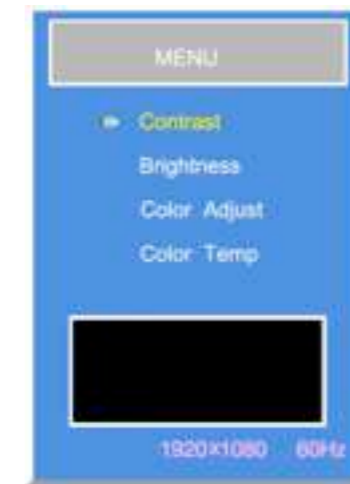 MENU
Contrast
Brightness
Color Adjust
Color Temp
1920×1080 60Hz